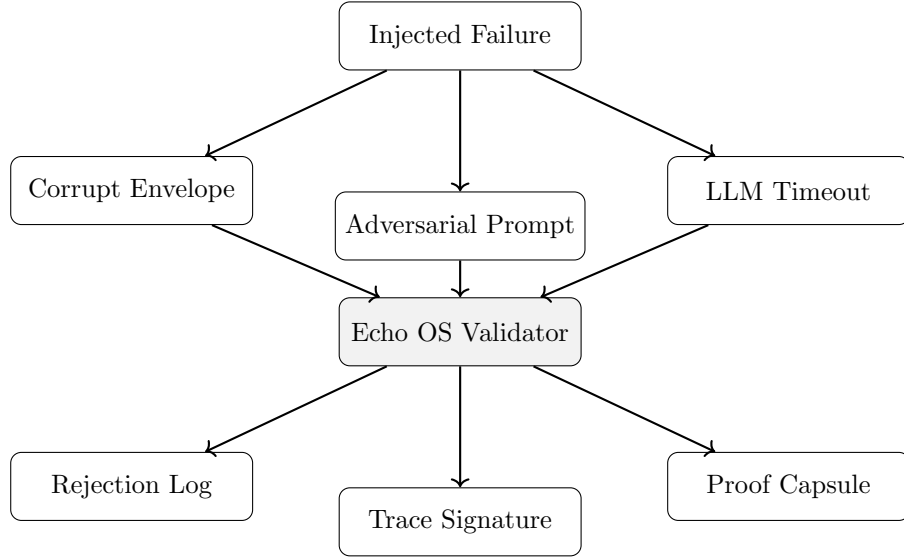 Injected Failure
Corrupt Envelope
LLM Timeout
Adversarial Prompt
Echo OS Validator
Rejection Log
Proof Capsule
Trace Signature